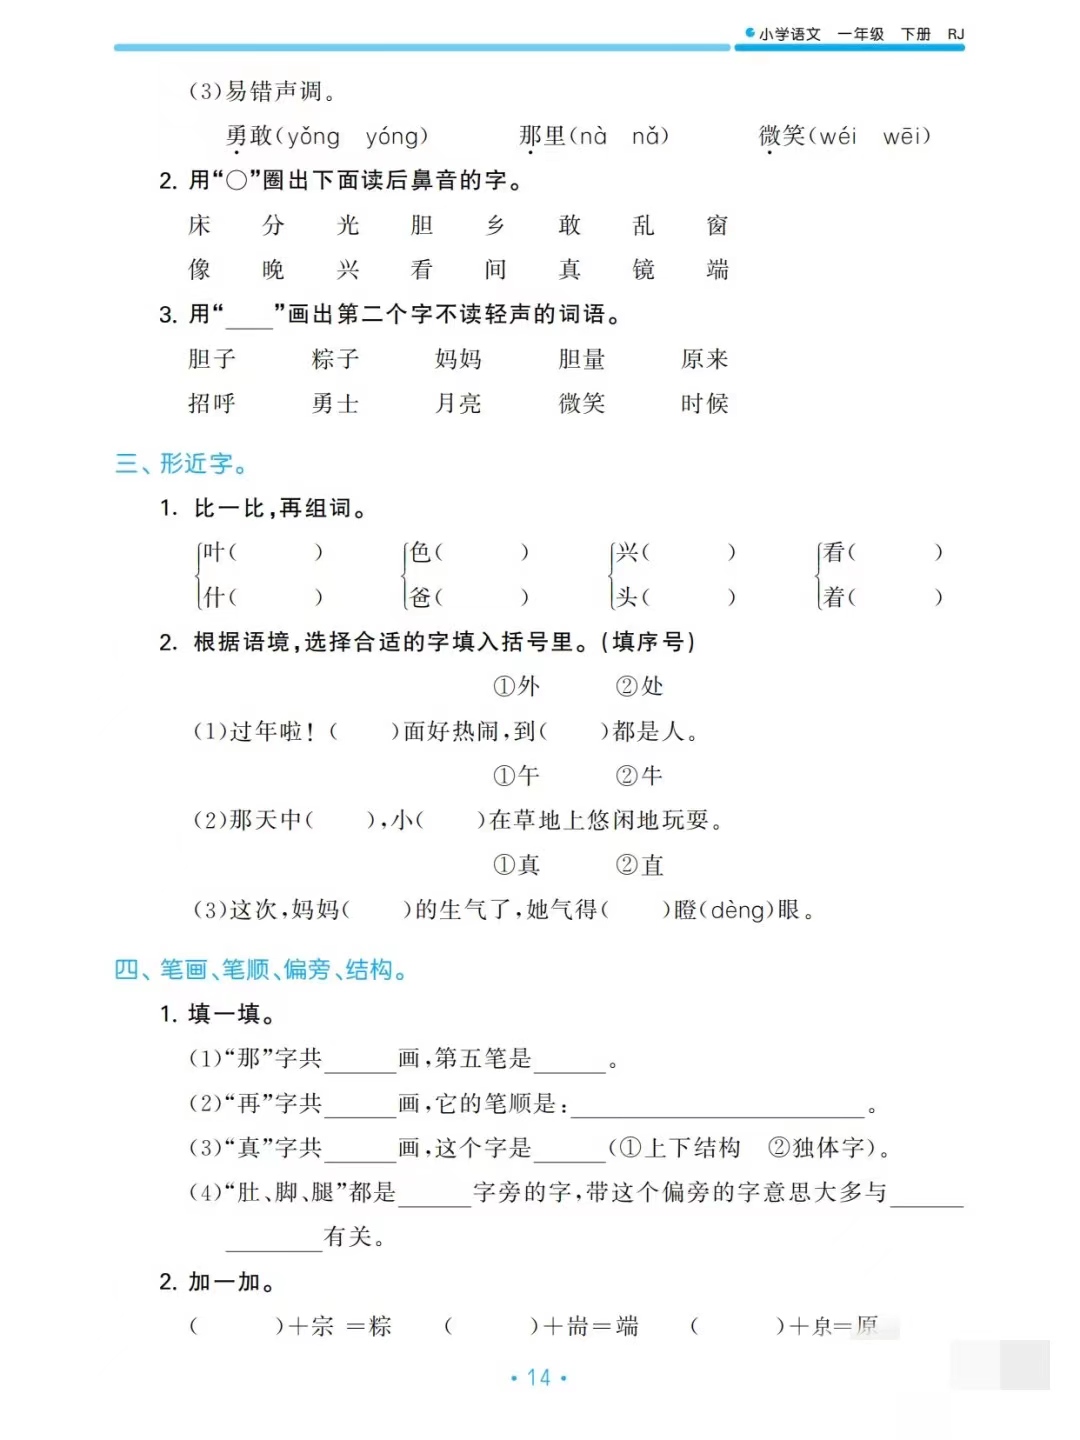 小学语文 一年级 下册 RJ
(3)易错声调。
勇敢(yǒng yóng) 那里(nà nǎ) 微笑(wéi wēi)
2. 用“○”圈出下面读后鼻音的字。
床 分 光 胆 乡 敢 乱 窗
像 晚 兴 看 间 真 镜 端
3. 用“____”画出第二个字不读轻声的词语。
胆子 粽子 妈妈 胆量 原来
招呼 勇士 月亮 微笑 时候
三、形近字。
1. 比一比,再组词。
叶( ) 色( ) 兴( ) 看( )
什( ) 爸( ) 头( ) 着( )
2. 根据语境,选择合适的字填入括号里。(填序号)
①外 ②处
(1)过年啦!( )面好热闹,到( )都是人。
①午 ②牛
(2)那天中( ),小( )在草地上悠闲地玩耍。
①真 ②直
(3)这次,妈妈( )的生气了,她气得( )瞪(dèng)眼。
四、笔画、笔顺、偏旁、结构。
1. 填一填。
(1)“那”字共______画,第五笔是______。
(2)“再”字共______画,它的笔顺是:________________________。
(3)“真”字共______画,这个字是______(①上下结构 ②独体字)。
(4)“肚、脚、腿”都是______字旁的字,带这个偏旁的字意思大多与______
________有关。
2. 加一加。
( )+宗=粽 ( )+耑=端 ( )+泉=原
·14·